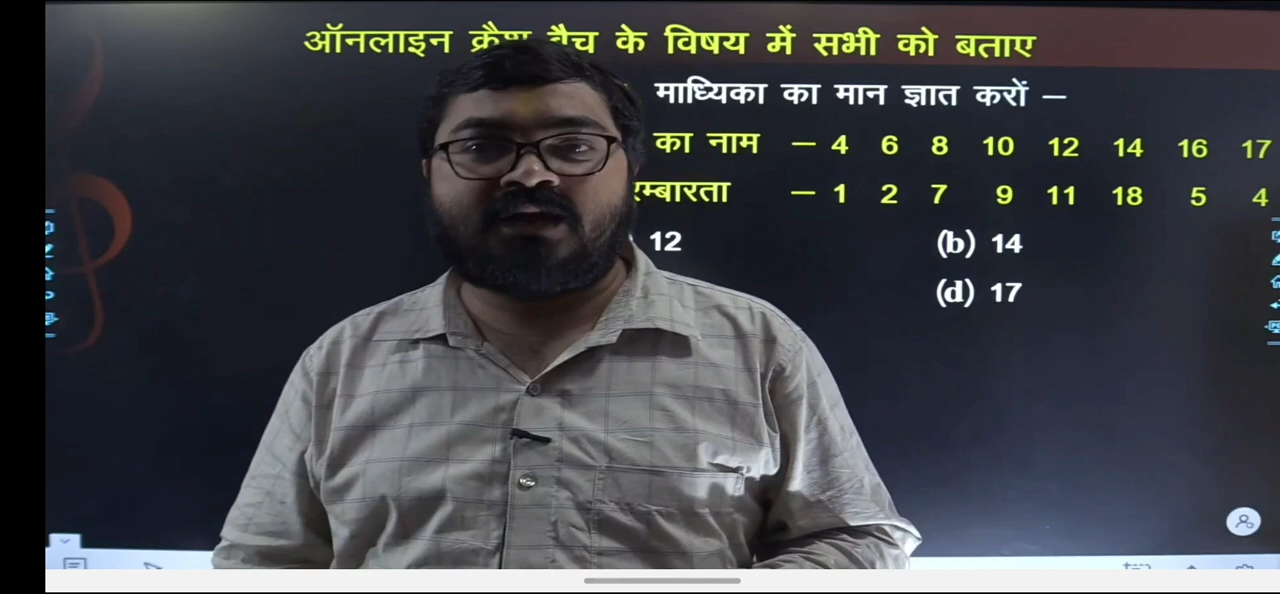 ऑनलाइन क्रैश बैच के विषय में सभी को बताए
माध्यिका का मान ज्ञात करों –
का नाम – 4 6 8 10 12 14 16 17
– 1 2 7 9 11 18 5 4
12 (b) 14
(d) 17